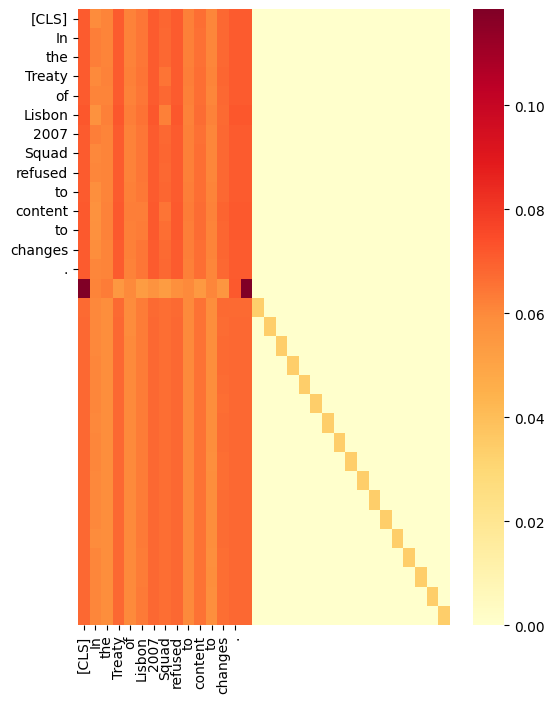 [CLS]
In
the
Treaty
of
Lisbon
2007
Squad
refused
to
content
to
changes
.
0.10
0.08
0.06
0.04
0.02
0.00
[CLS]
In
the
Treaty
of
Lisbon
2007
Squad
refused
to
content
to
changes
.